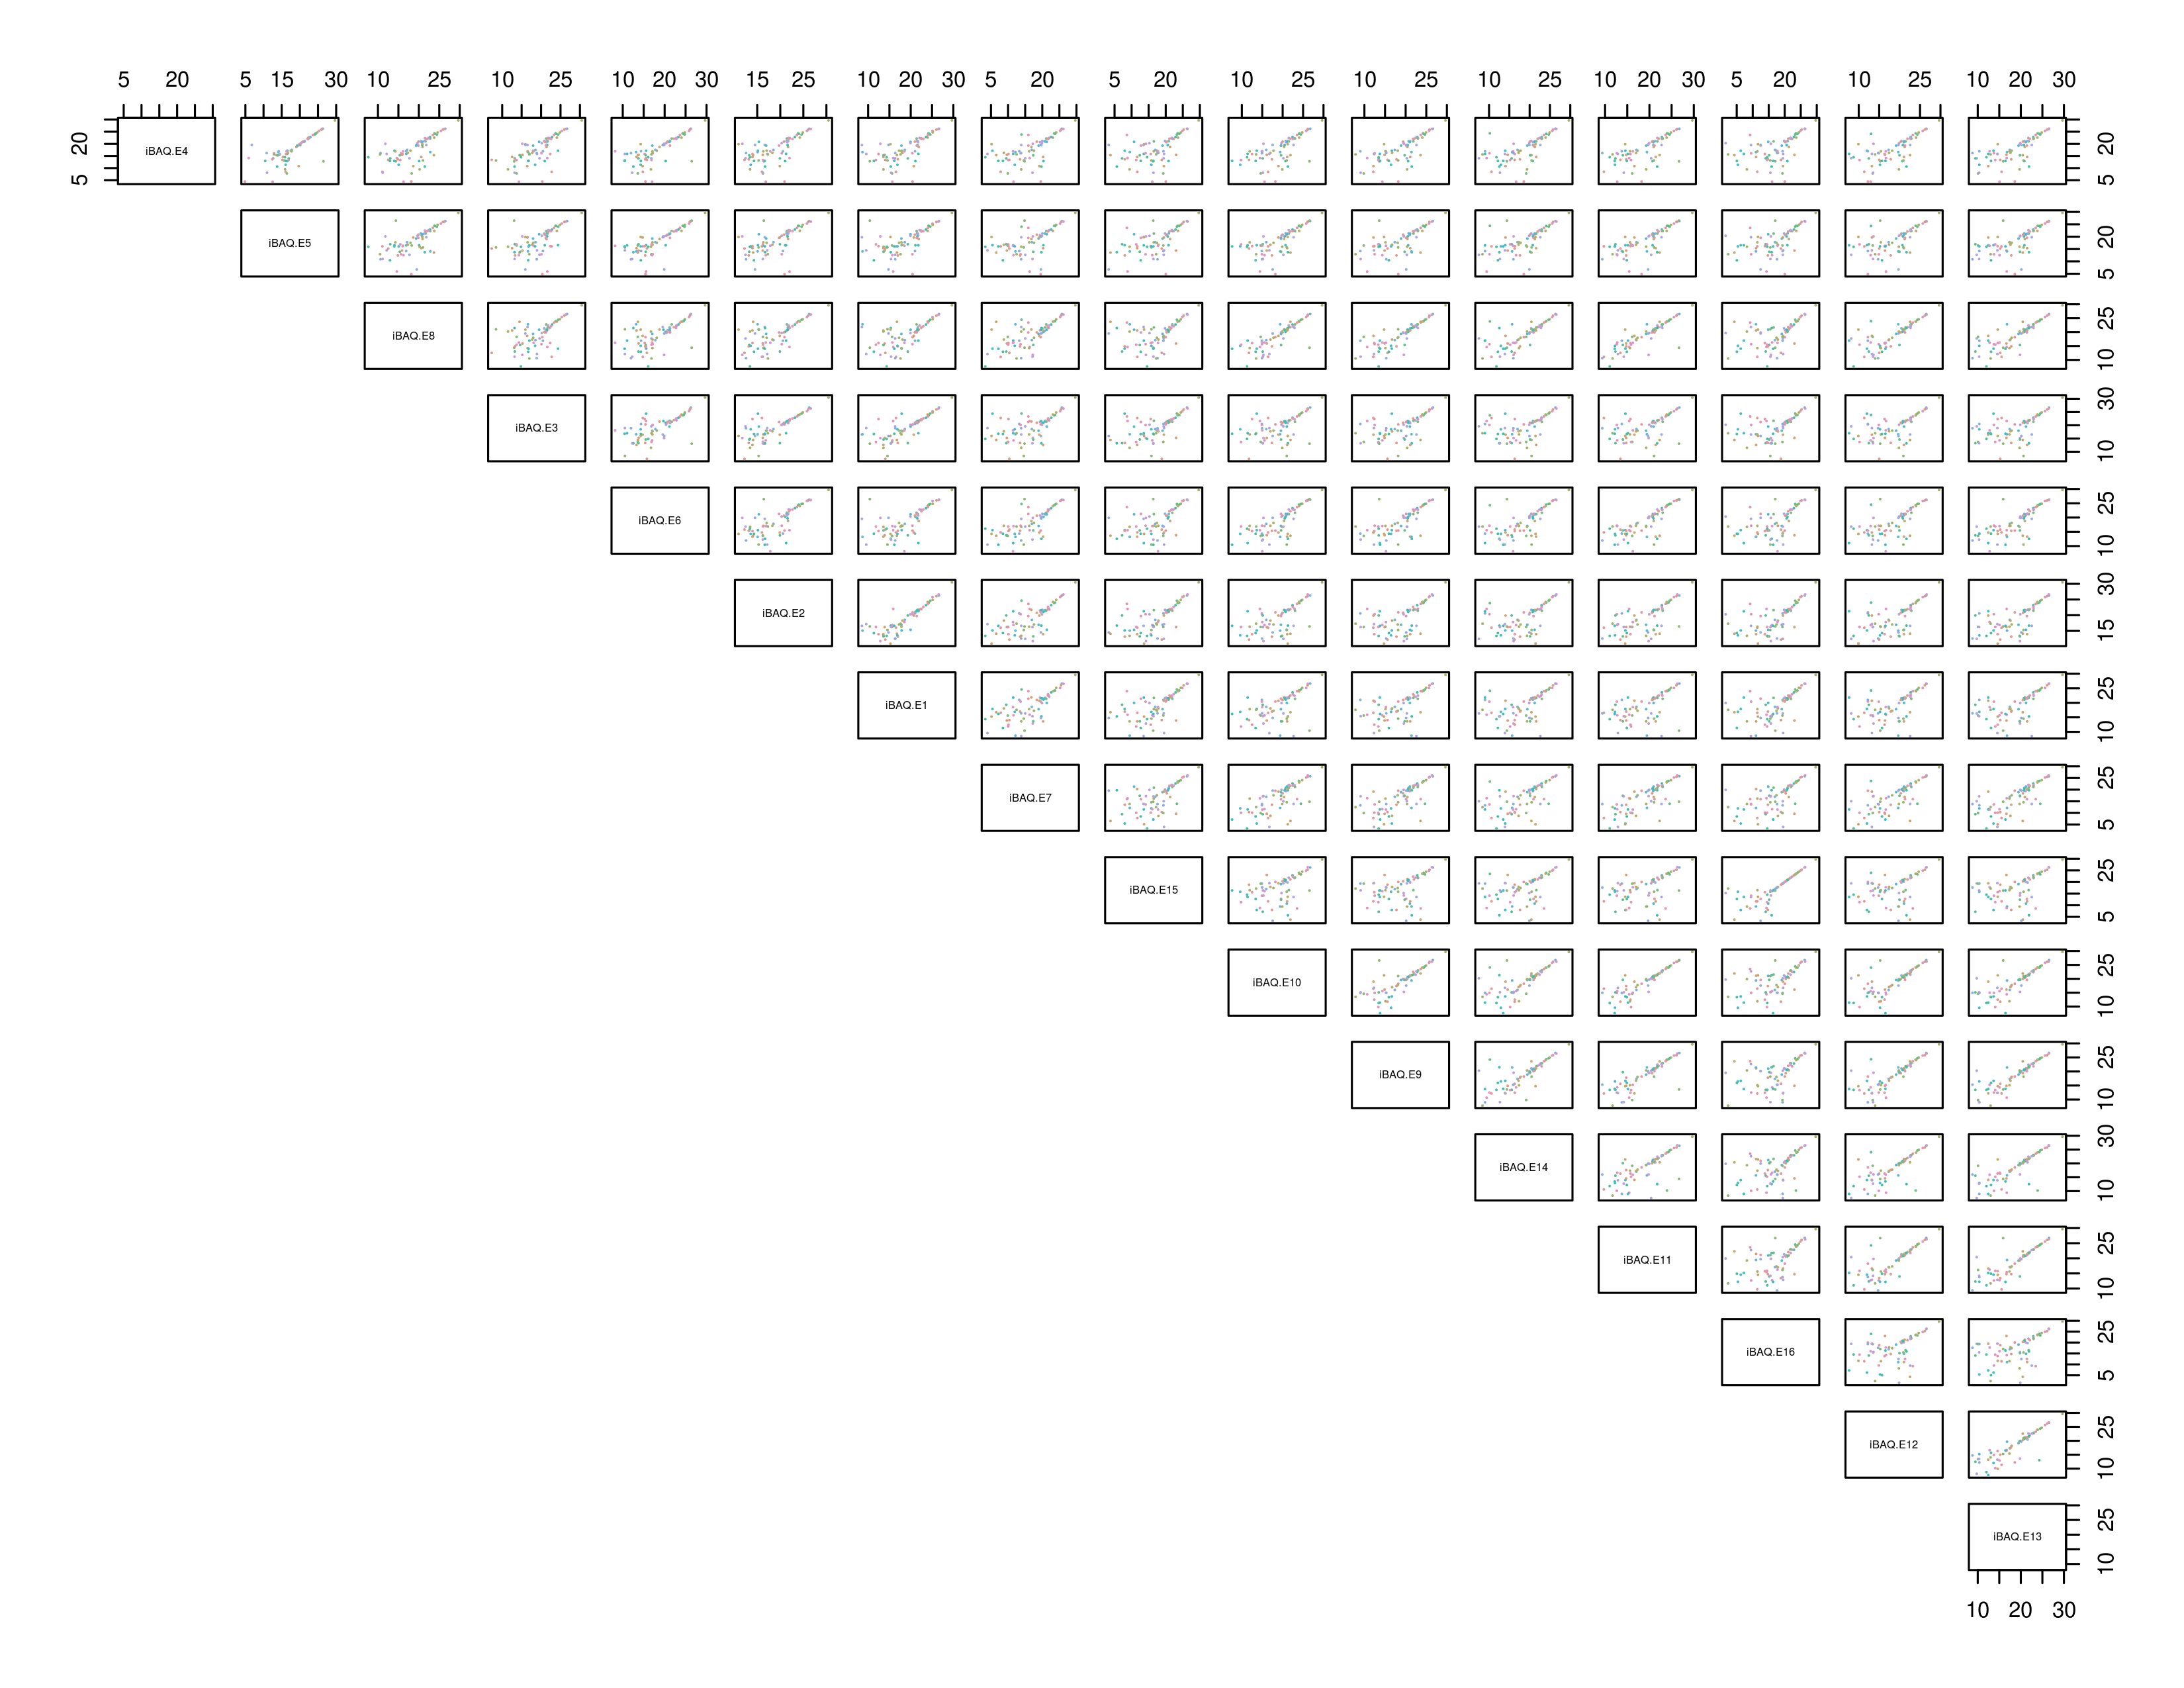 5 20 5 15 30 10 25 10 25 10 20 30 15 25 10 20 30 5 20 5 20 10 25 10 25 10 25 10 20 30 5 20 10 25 10 20 30
5 20 iBAQ.E4 5 20
iBAQ.E5 5 20
iBAQ.E8 10 25
iBAQ.E3 10 30
iBAQ.E6 10 25
iBAQ.E2 15 30
iBAQ.E1 10 25
iBAQ.E7 5 25
iBAQ.E15 5 25
iBAQ.E10 10 25
iBAQ.E9 10 25
iBAQ.E14 10 30
iBAQ.E11 10 25
iBAQ.E16 5 25
iBAQ.E12 10 25
iBAQ.E13 10 25
10 20 30